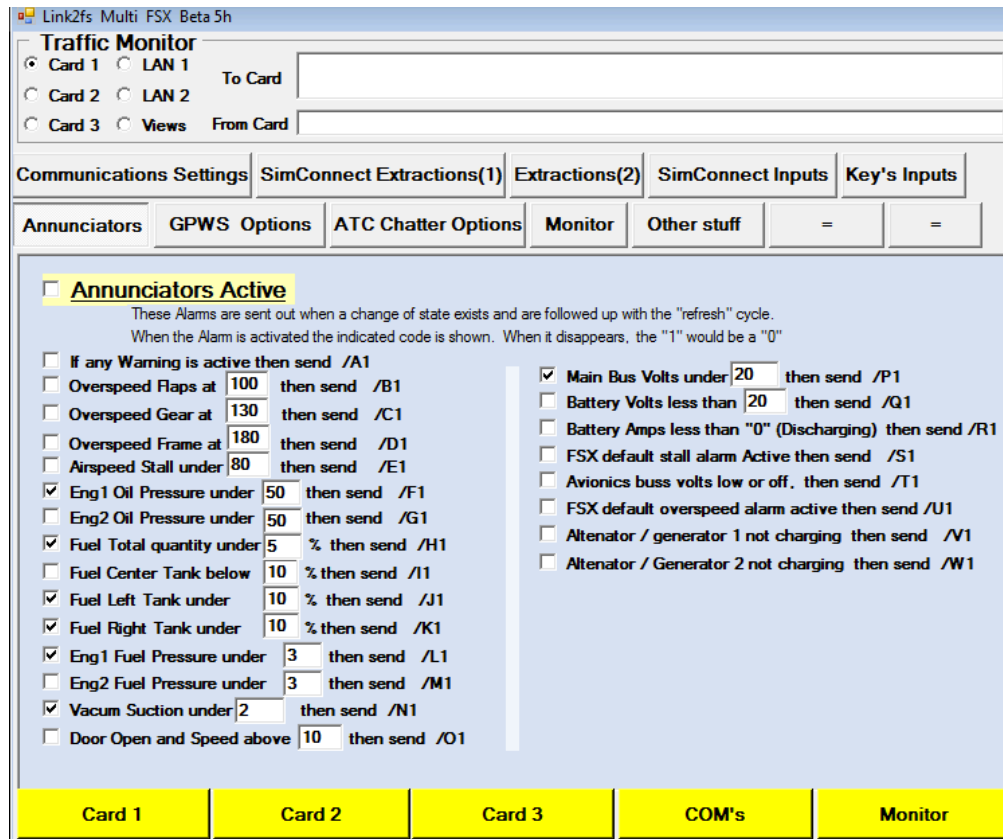 Link2fs Multi FSX Beta 5h
Traffic Monitor
Card 1 LAN 1
To Card
Card 2 LAN 2
Card 3 Views From Card
Communications Settings SimConnect Extractions(1) Extractions(2) SimConnect Inputs Key's Inputs
Annunciators GPWS Options ATC Chatter Options Monitor Other stuff = =
Annunciators Active
These Alarms are sent out when a change of state exists and are followed up with the "refresh" cycle.
When the Alarm is activated the indicated code is shown. When it disappears, the "1" would be a "0"
If any Warning is active then send /A1
Overspeed Flaps at 100 then send /B1
Overspeed Gear at 130 then send /C1
Overspeed Frame at 180 then send /D1
Airspeed Stall under 80 then send /E1
Eng1 Oil Pressure under 50 then send /F1
Eng2 Oil Pressure under 50 then send /G1
Fuel Total quantity under 5 % then send /H1
Fuel Center Tank below 10 % then send /I1
Fuel Left Tank under 10 % then send /J1
Fuel Right Tank under 10 % then send /K1
Eng1 Fuel Pressure under 3 then send /L1
Eng2 Fuel Pressure under 3 then send /M1
Vacum Suction under 2 then send /N1
Door Open and Speed above 10 then send /O1
Main Bus Volts under 20 then send /P1
Battery Volts less than 20 then send /Q1
Battery Amps less than "0" (Discharging) then send /R1
FSX default stall alarm Active then send /S1
Avionics buss volts low or off, then send /T1
FSX default overspeed alarm active then send /U1
Altenator / generator 1 not charging then send /V1
Altenator / Generator 2 not charging then send /W1
Card 1 Card 2 Card 3 COM's Monitor